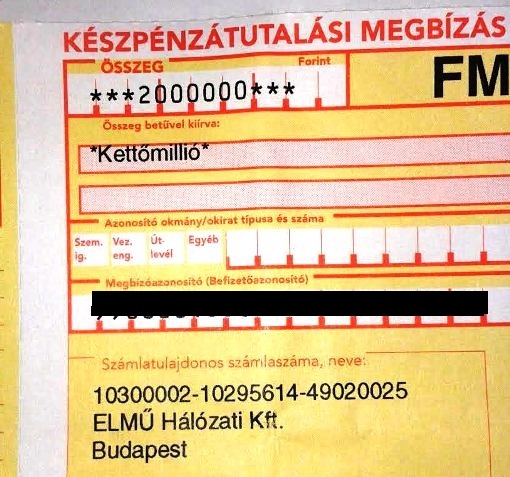 KÉSZPÉNZÁTUTALÁSI MEGBÍZÁS
ÖSSZEG Forint
***2000000*** FM
Összeg betűvel kiírva:
*Kettőmillió*
Azonosító okmány/okirat típusa és száma
Szem. ig. Vez. eng. Út- levél Egyéb
Megbízóazonosító (Befizetőazonosító)
Számlatulajdonos számlaszáma, neve:
10300002-10295614-49020025
ELMŰ Hálózati Kft.
Budapest